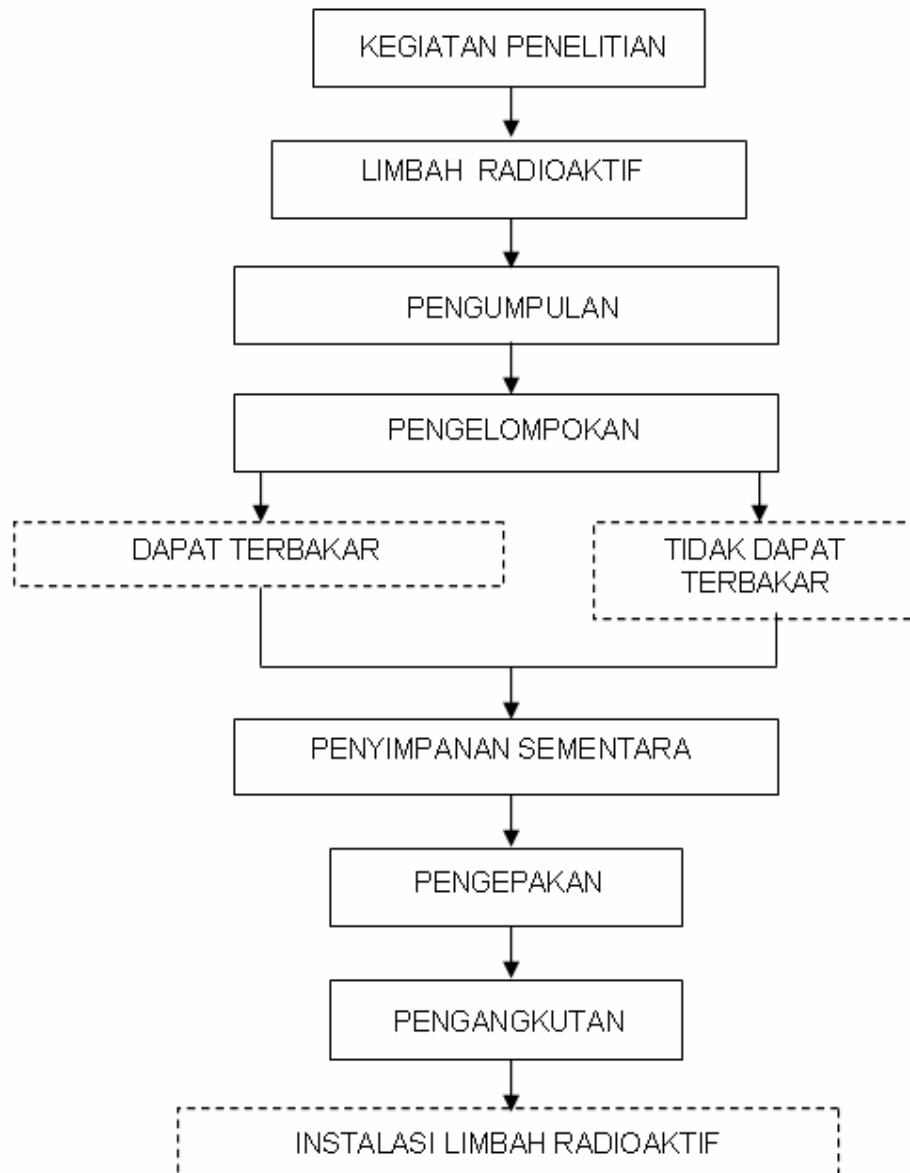 KEGIATAN PENELITIAN
LIMBAH RADIOAKTIF
PENGUMPULAN
PENGELOMPOKAN
DAPAT TERBAKAR
TIDAK DAPAT
TERBAKAR
PENYIMPANAN SEMENTARA
PENGEPAKAN
PENGANGKUTAN
INSTALASI LIMBAH RADIOAKTIF